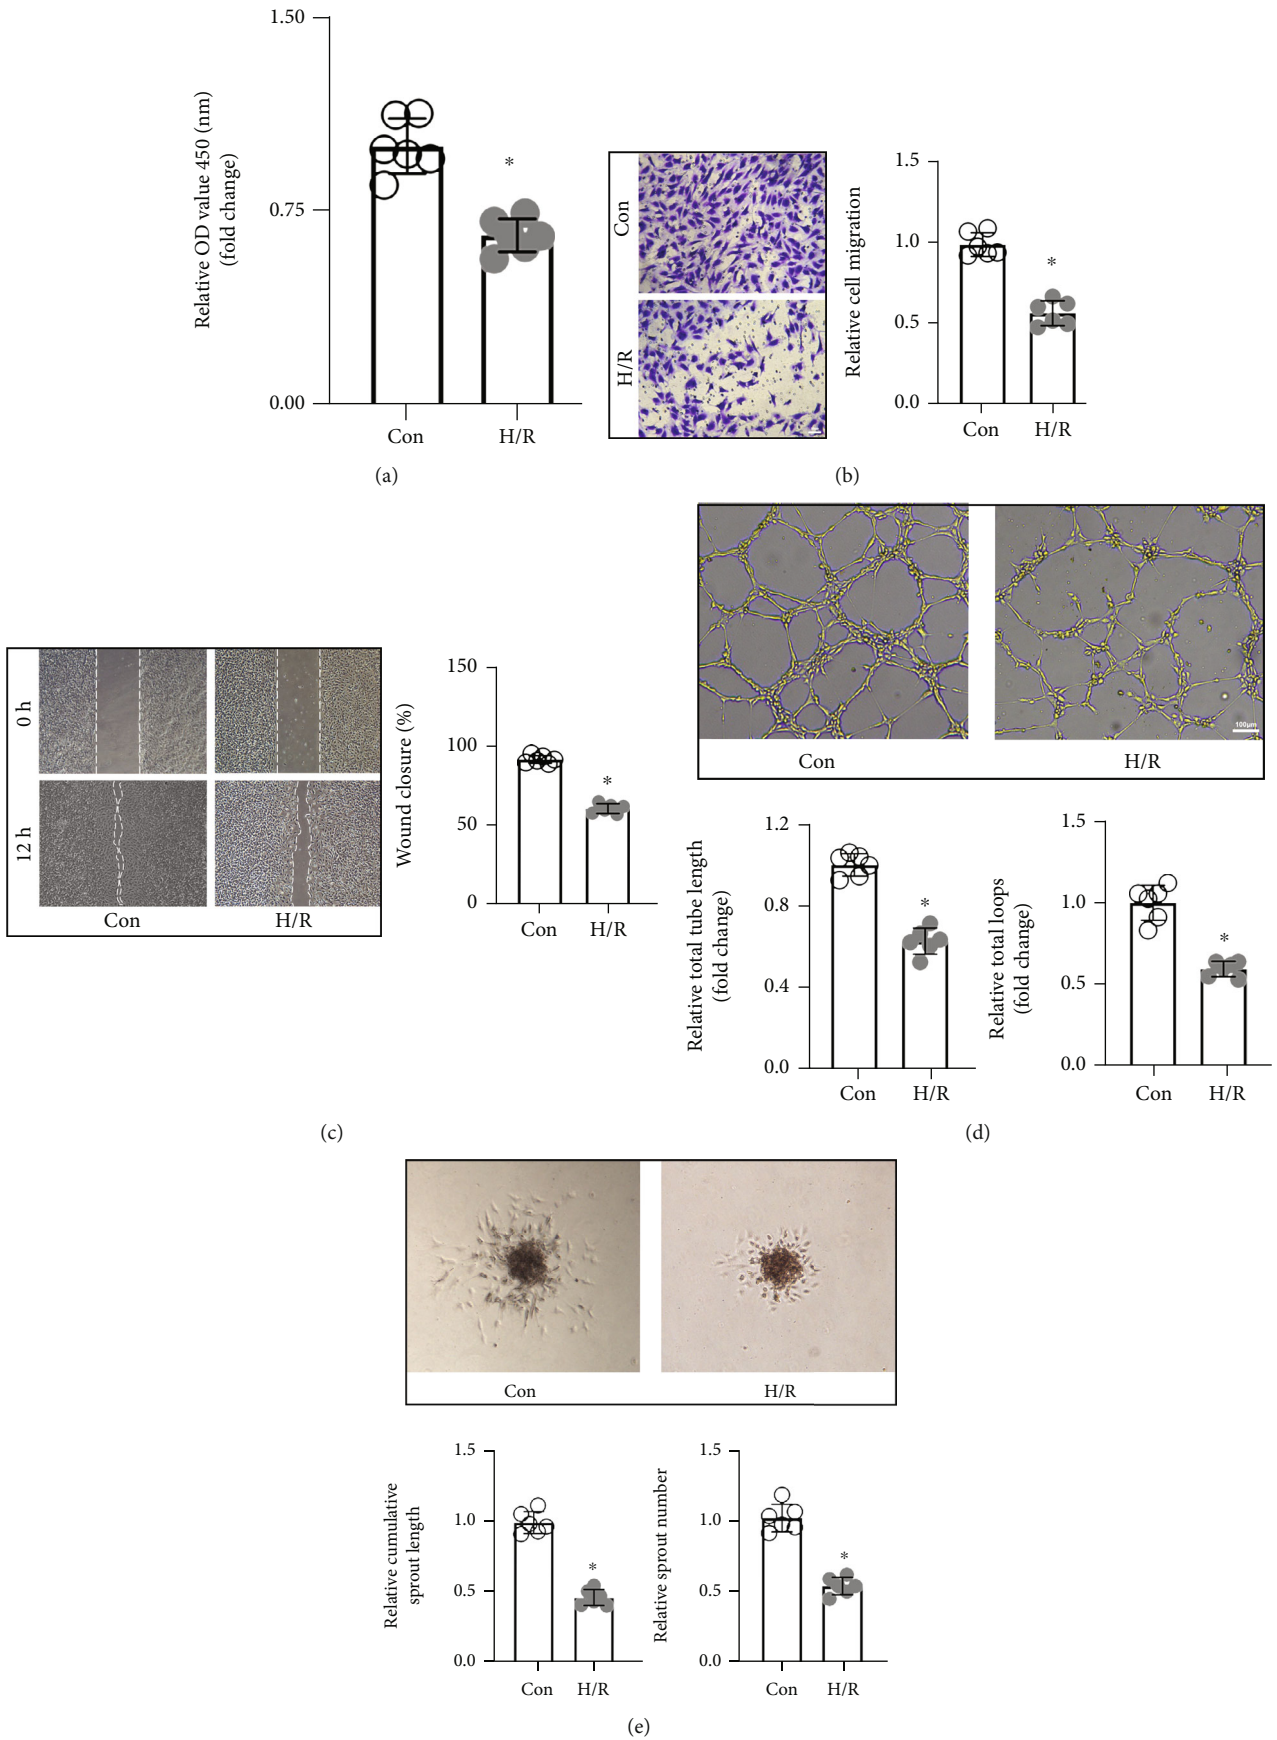 1.50
0.75
0.00
Relative OD value 450 (nm)
(fold change)
*
Con
H/R
(a)
Con
H/R
1.5
1.0
0.5
0.0
Relative cell migration
*
Con
H/R
(b)
0 h
12 h
Con
H/R
150
100
50
0
Wound closure (%)
*
Con
H/R
(c)
100μm
Con
H/R
1.2
0.8
0.4
0.0
Relative total tube length
(fold change)
*
Con
H/R
1.5
1.0
0.5
0.0
Relative total loops
(fold change)
*
Con
H/R
(d)
Con
H/R
1.5
1.0
0.5
0.0
Relative cumulative
sprout length
*
Con
H/R
1.5
1.0
0.5
0.0
Relative sprout number
*
Con
H/R
(e)